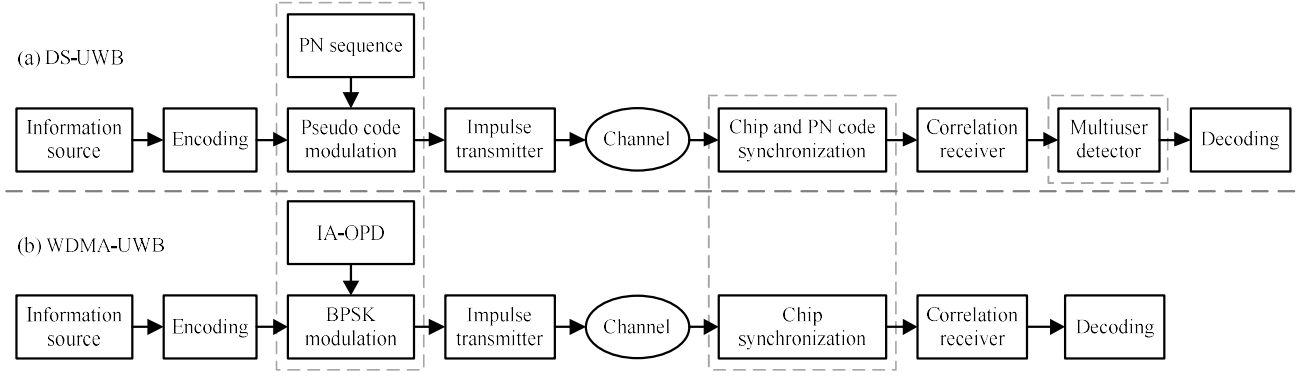 PN sequence
(a) DS-UWB
Information
source
Encoding
Pseudo code
modulation
Impulse
transmitter
Channel
Chip and PN code
synchronization
Correlation
receiver
Multiuser
detector
Decoding
IA-OPD
(b) WDMA-UWB
Information
source
Encoding
BPSK
modulation
Impulse
transmitter
Channel
Chip
synchronization
Correlation
receiver
Decoding